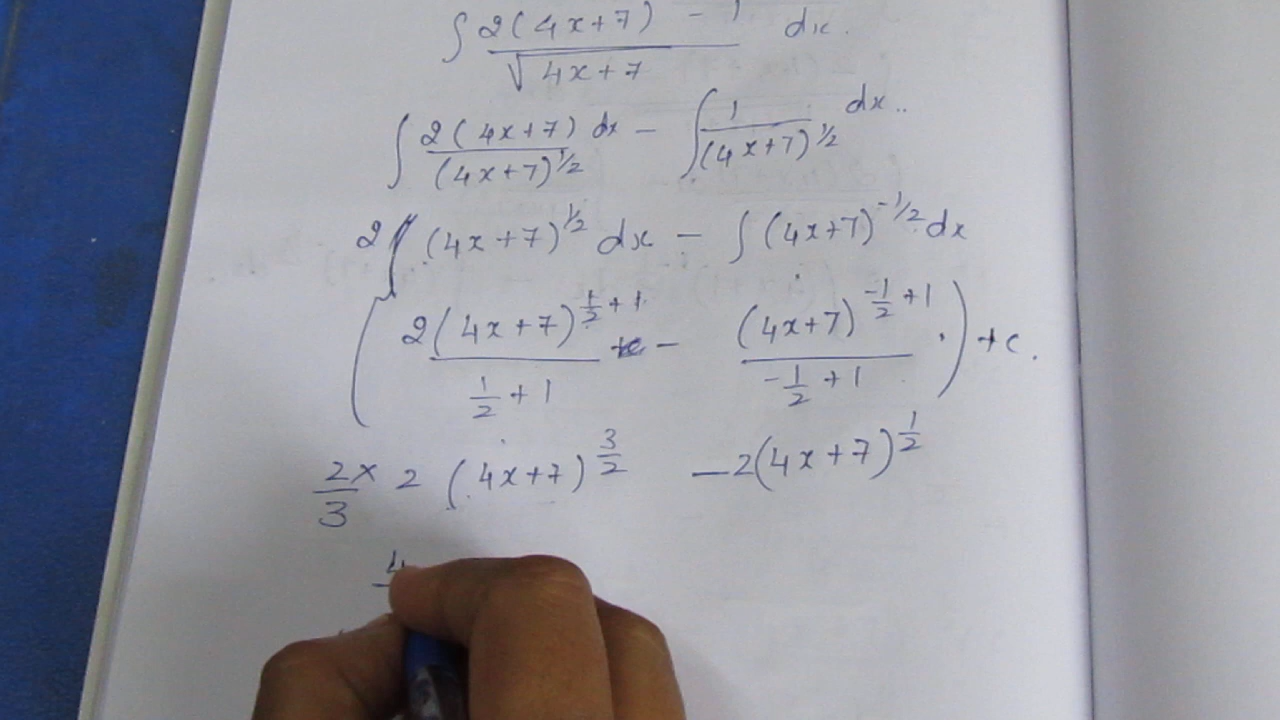 ∫ 2(4x+7) - 1 / √4x+7 dx.
∫ 2(4x+7) / (4x+7)^1/2 dx - ∫ 1 / (4x+7)^1/2 dx..
2∫ (4x+7)^1/2 dx - ∫ (4x+7)^-1/2 dx
( 2(4x+7)^1/2+1 / 1/2+1 - (4x+7)^-1/2+1 / -1/2+1 ) + c.
2/3 x 2 (4x+7)^3/2 - 2(4x+7)^1/2
4